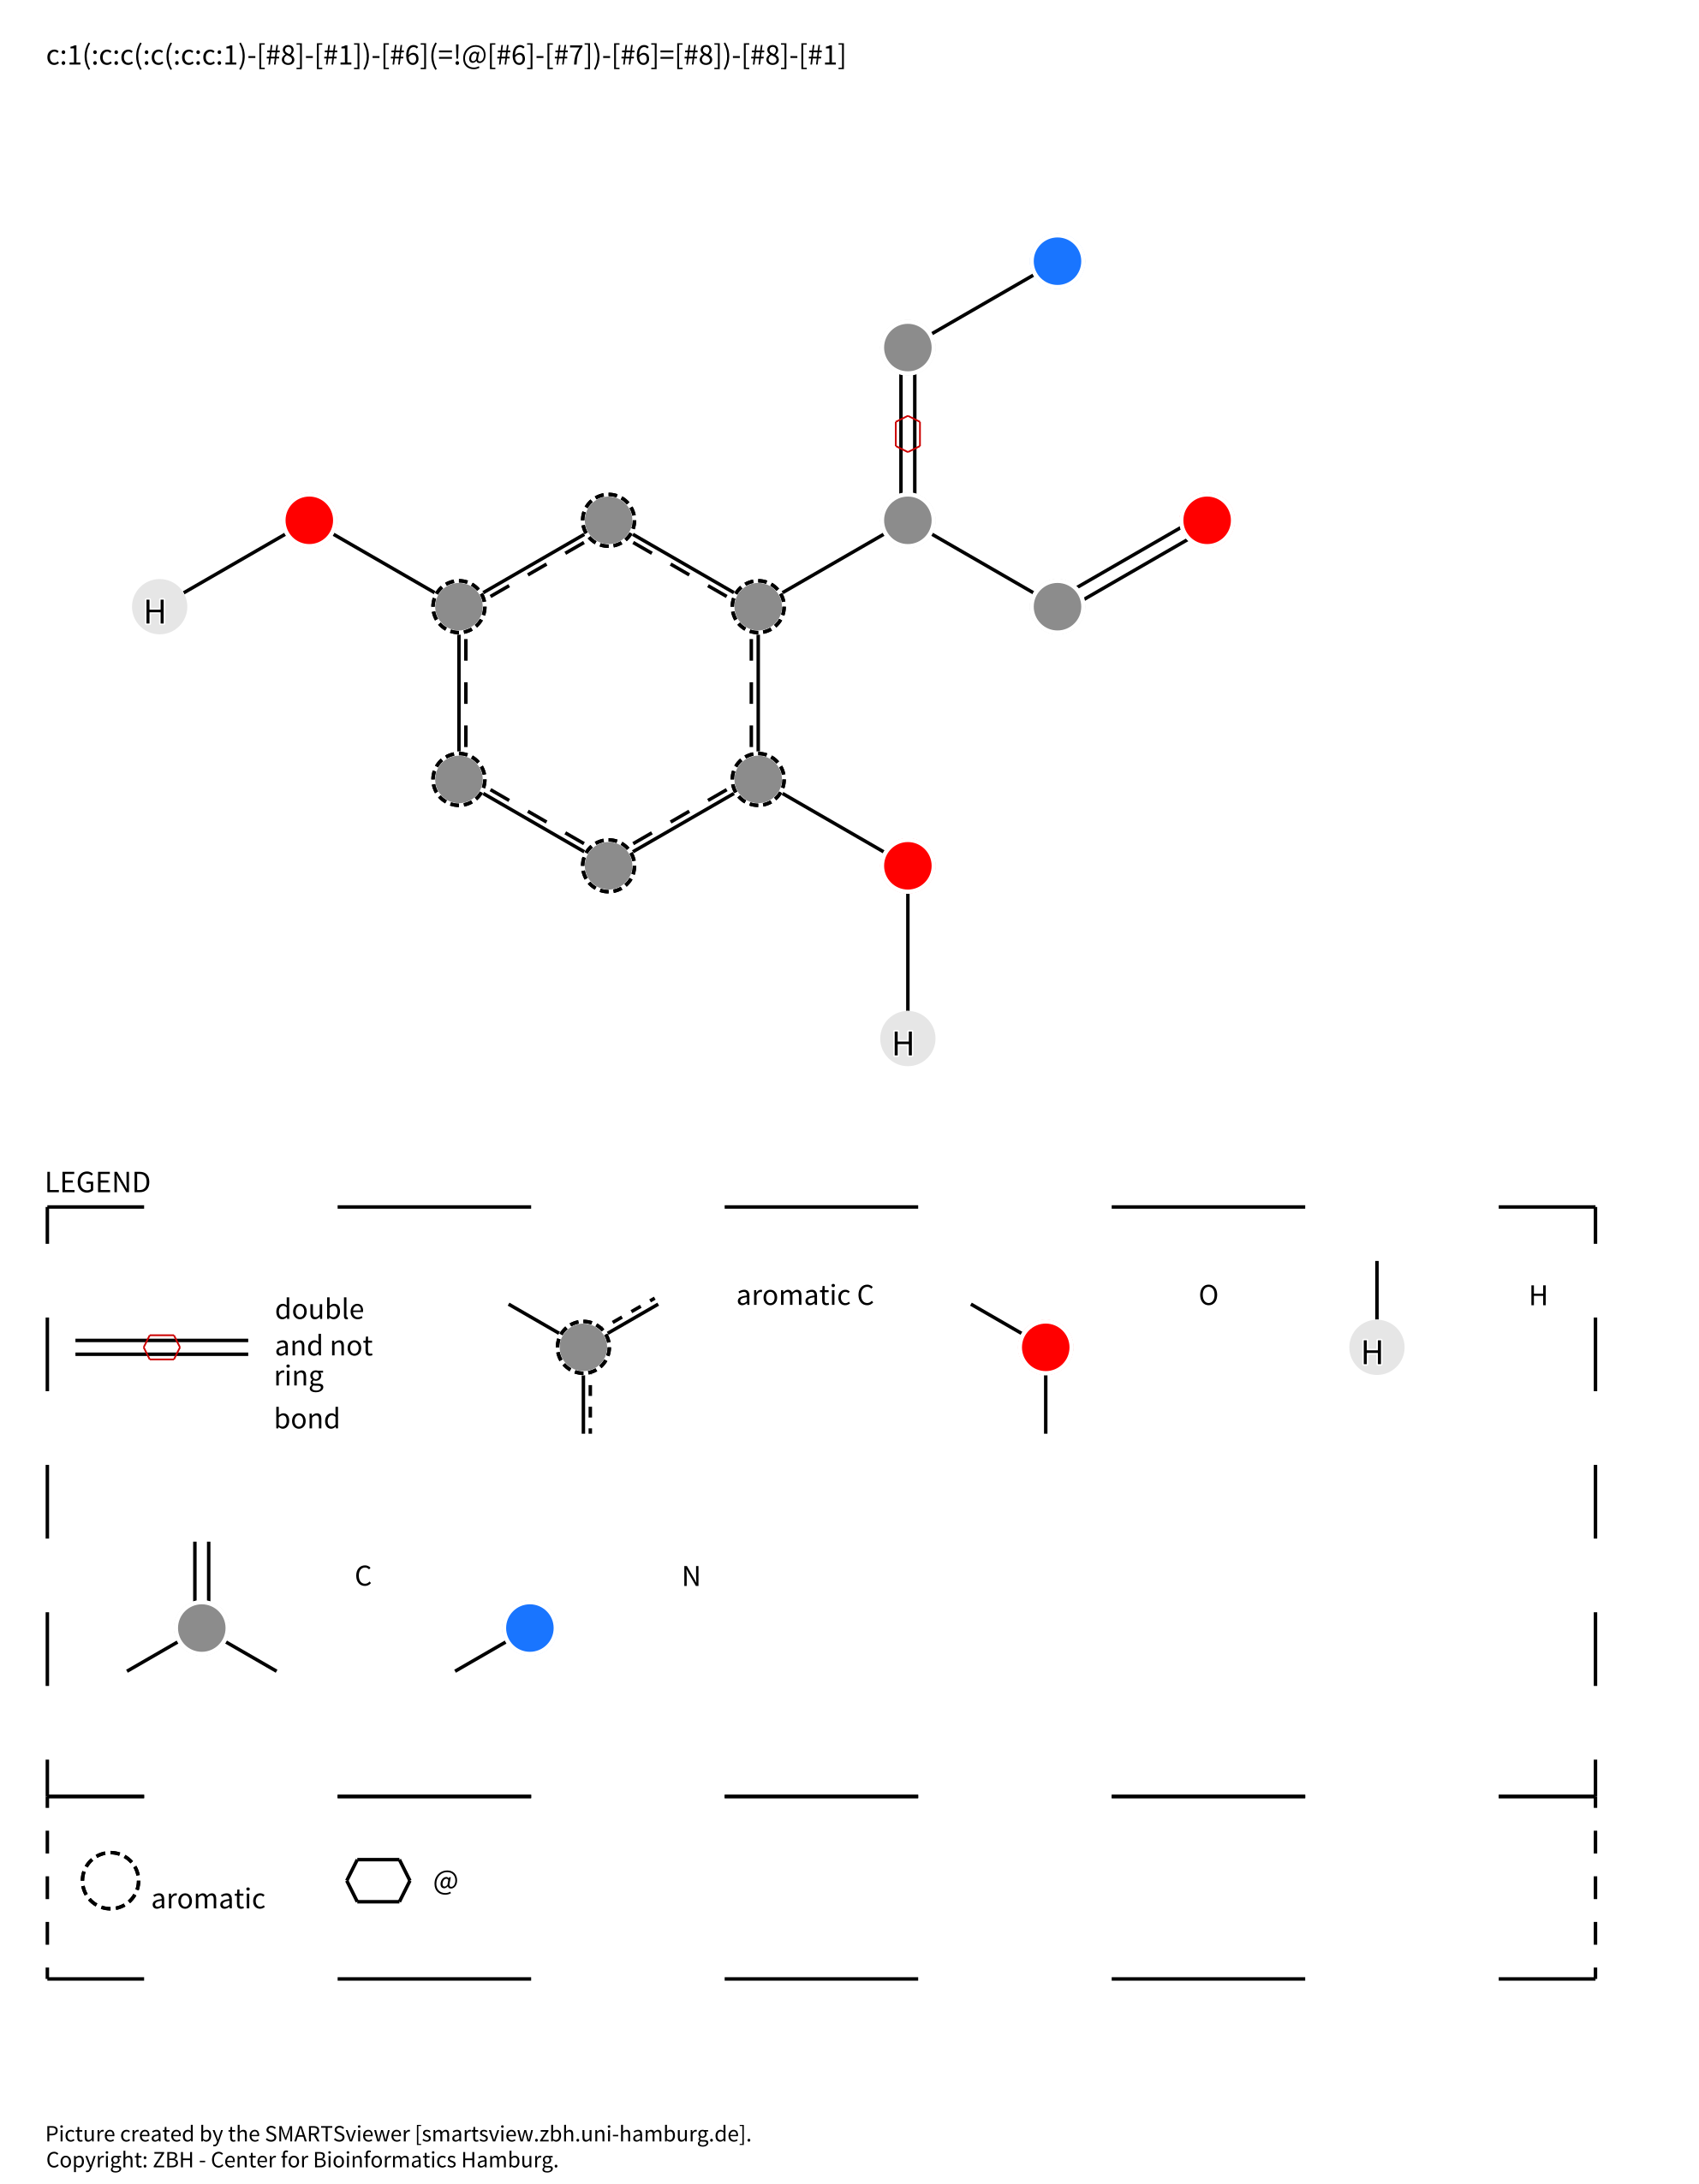 c:1(:c:c(:c(:c:c:1)-[#8]-[#1])-[#6](=!@[#6]-[#7])-[#6]=[#8])-[#8]-[#1]
H
H
LEGEND
double
and not
ring
bond
aromatic C
O
H
H
C
N
aromatic
@
Picture created by the SMARTSviewer [smartsview.zbh.uni-hamburg.de].
Copyright: ZBH - Center for Bioinformatics Hamburg.